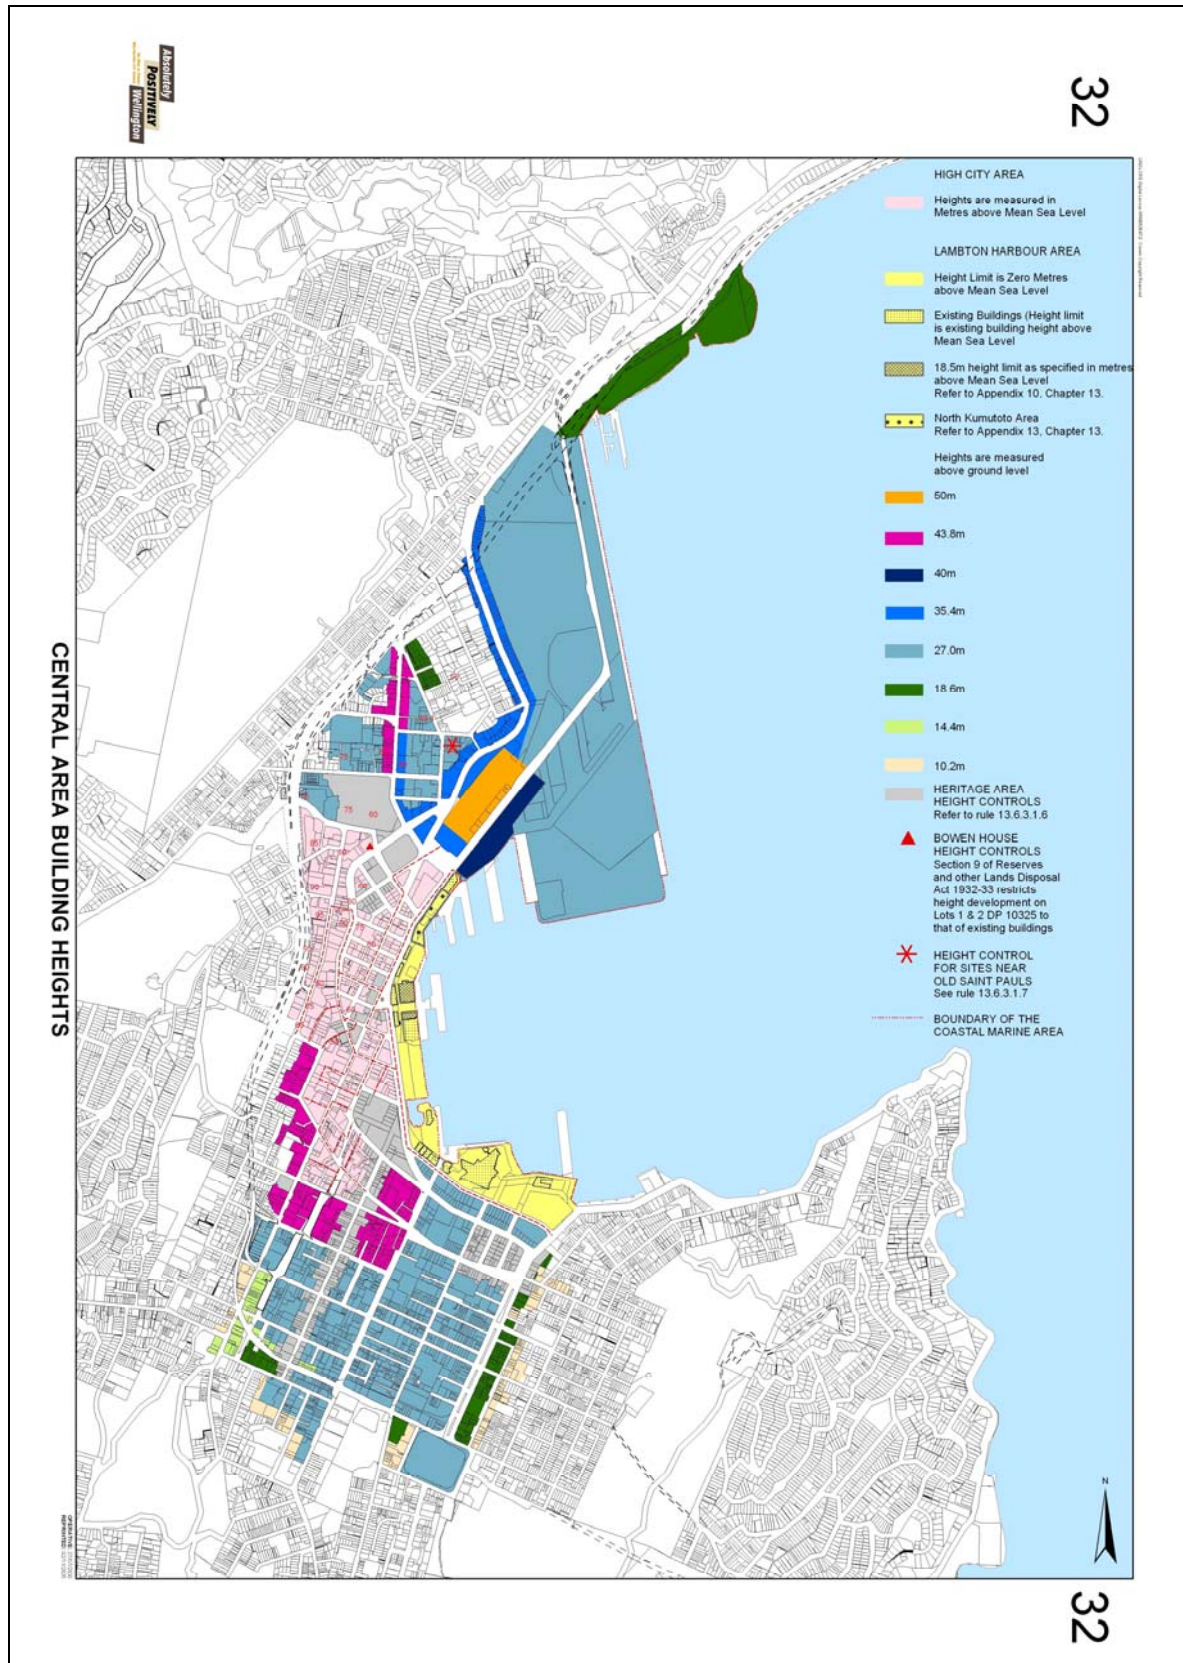 32
Absolutely
POSITIVELY
Wellington
HIGH CITY AREA
Heights are measured in
Metres above Mean Sea Level
LAMBTON HARBOUR AREA
Height Limit is Zero Metres
above Mean Sea Level
Existing Buildings (Height limit
is existing building height above
Mean Sea Level
18.5m height limit as specified in metres
above Mean Sea Level
Refer to Appendix 10. Chapter 13.
North Kumutoto Area
Refer to Appendix 13, Chapter 13.
Heights are measured
above ground level
50m
43.8m
40m
35.4m
27.0m
18.6m
14.4m
10.2m
HERITAGE AREA
HEIGHT CONTROLS
Refer to rule 13.6.3.1.6
BOWEN HOUSE
HEIGHT CONTROLS
Section 9 of Reserves
and other Lands Disposal
Act 1932-33 restricts
height development on
Lots 1 & 2 DP 10325 to
that of existing buildings
HEIGHT CONTROL
FOR SITES NEAR
OLD SAINT PAULS
See rule 13.6.3.1.7
BOUNDARY OF THE
COASTAL MARINE AREA
75
75
60
CENTRAL AREA BUILDING HEIGHTS
N
32